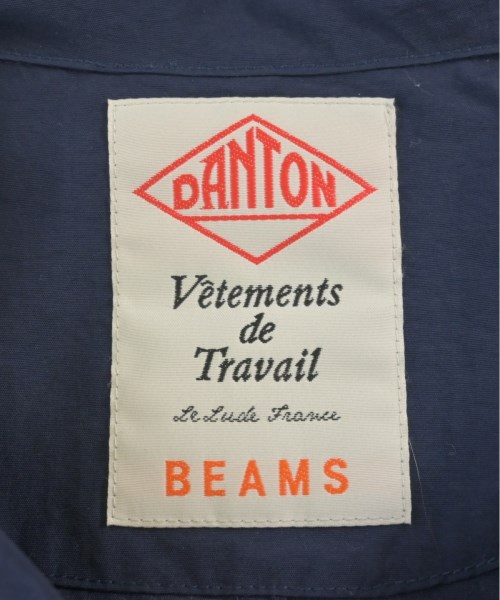 DANTON
Vêtements
de
Travail
Le Lude France
BEAMS